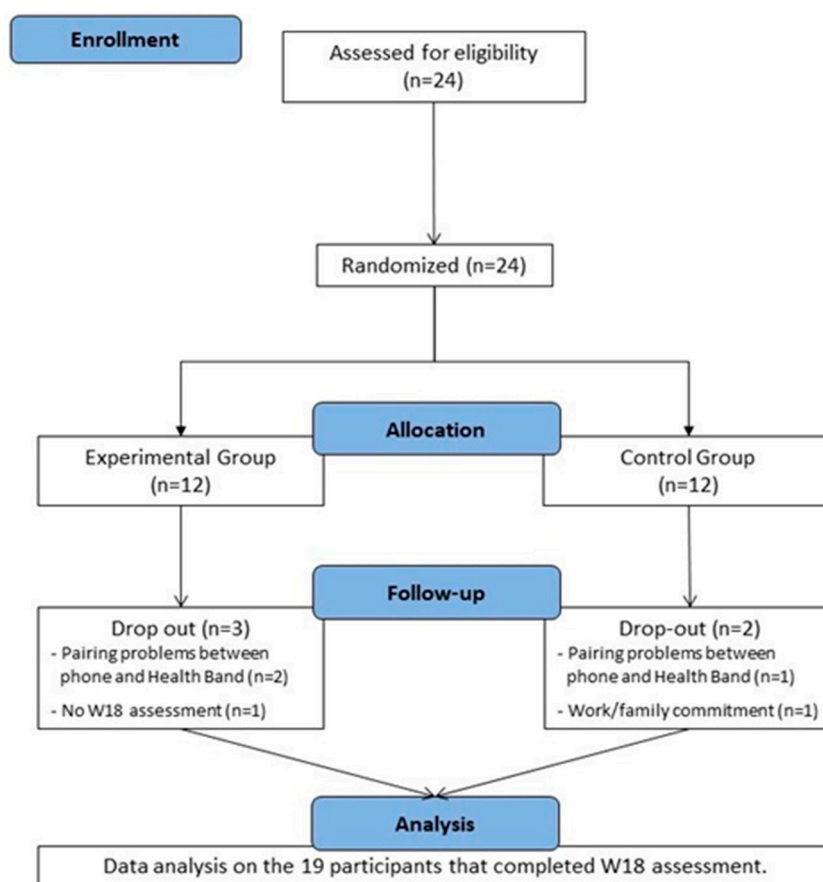 Enrollment
Assessed for eligibility
(n=24)
Randomized (n=24)
Allocation
Experimental Group
(n=12)
Control Group
(n=12)
Follow-up
Drop out (n=3)
- Pairing problems between
phone and Health Band (n=2)
- No W18 assessment (n=1)
Drop-out (n=2)
- Pairing problems between
phone and Health Band (n=1)
- Work/family commitment (n=1)
Analysis
Data analysis on the 19 participants that completed W18 assessment.